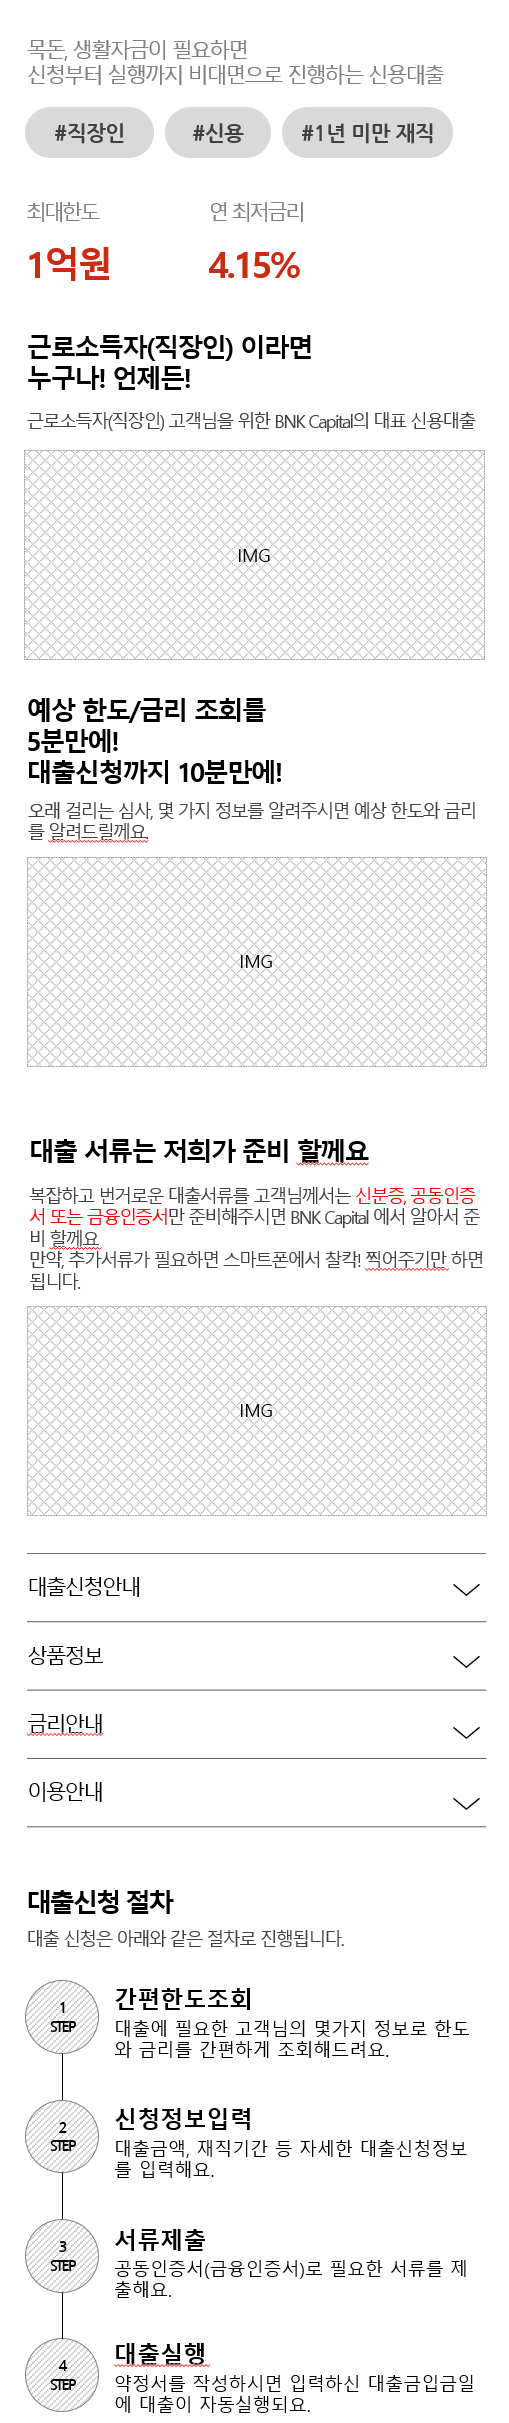 목돈, 생활자금이 필요하면
신청부터 실행까지 비대면으로 진행하는 신용대출
#직장인 #신용 #1년 미만 재직
최대한도 연 최저금리
1억원 4.15%
근로소득자(직장인) 이라면
누구나! 언제든!
근로소득자(직장인) 고객님을 위한 BNK Capital의 대표 신용대출
IMG
예상 한도/금리 조회를
5분만에!
대출신청까지 10분만에!
오래 걸리는 심사, 몇 가지 정보를 알려주시면 예상 한도와 금리
를 알려드릴께요.
IMG
대출 서류는 저희가 준비 할께요
복잡하고 번거로운 대출서류를 고객님께서는 신분증, 공동인증
서 또는 금융인증서만 준비해주시면 BNK Capital 에서 알아서 준
비 할께요
만약, 추가서류가 필요하면 스마트폰에서 찰칵! 찍어주기만 하면
됩니다.
IMG
대출신청안내
상품정보
금리안내
이용안내
대출신청 절차
대출 신청은 아래와 같은 절차로 진행됩니다.
1
STEP
간편한도조회
대출에 필요한 고객님의 몇가지 정보로 한도
와 금리를 간편하게 조회해드려요.
2
STEP
신청정보입력
대출금액, 재직기간 등 자세한 대출신청정보
를 입력해요.
3
STEP
서류제출
공동인증서(금융인증서)로 필요한 서류를 제
출해요.
4
STEP
대출실행
약정서를 작성하시면 입력하신 대출금입금일
에 대출이 자동실행되요.